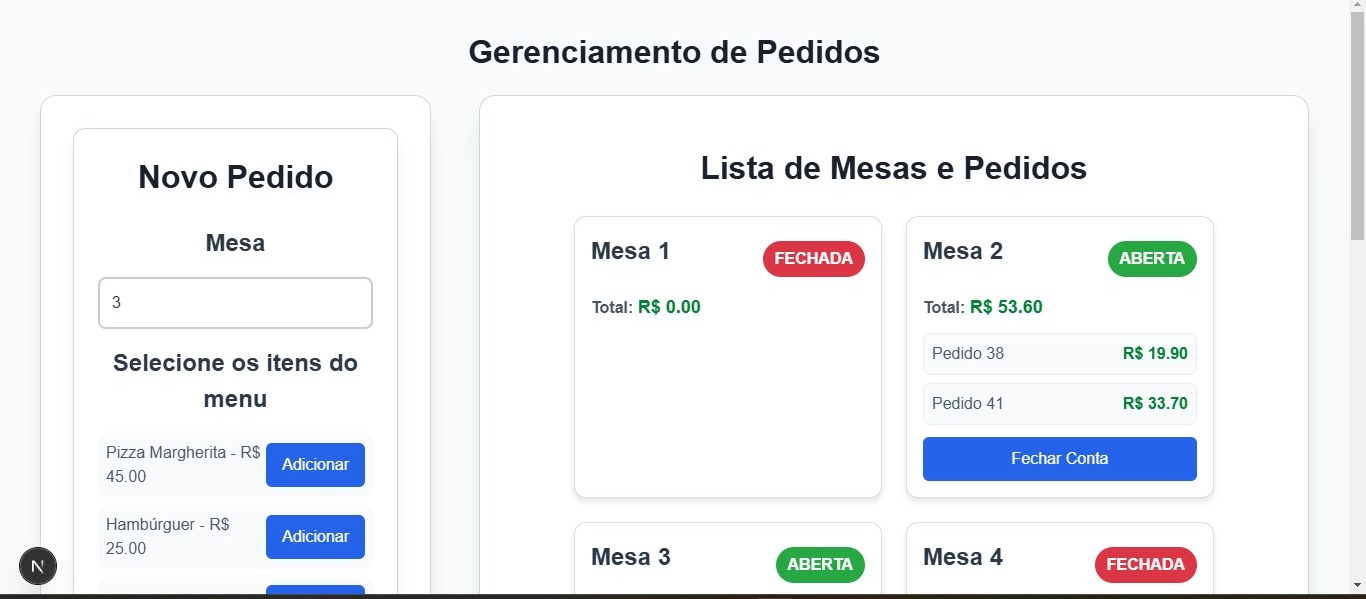 Gerenciamento de Pedidos
Novo Pedido
Mesa
3
Selecione os itens do
menu
Pizza Margherita - R$
45.00
Adicionar
Hambúrguer - R$
25.00
Adicionar
N
Lista de Mesas e Pedidos
Mesa 1
FECHADA
Total: R$ 0.00
Mesa 2
ABERTA
Total: R$ 53.60
Pedido 38 R$ 19.90
Pedido 41 R$ 33.70
Fechar Conta
Mesa 3
ABERTA
Mesa 4
FECHADA